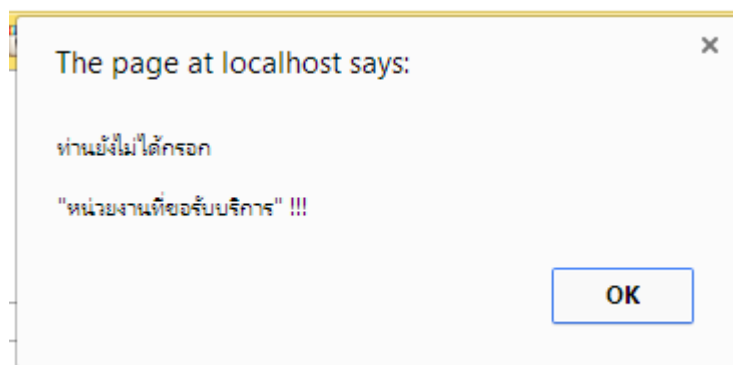 The page at localhost says:
ท่านยังไม่ได้กรอก
"หน่วยงานที่ขอรับบริการ" !!!
OK